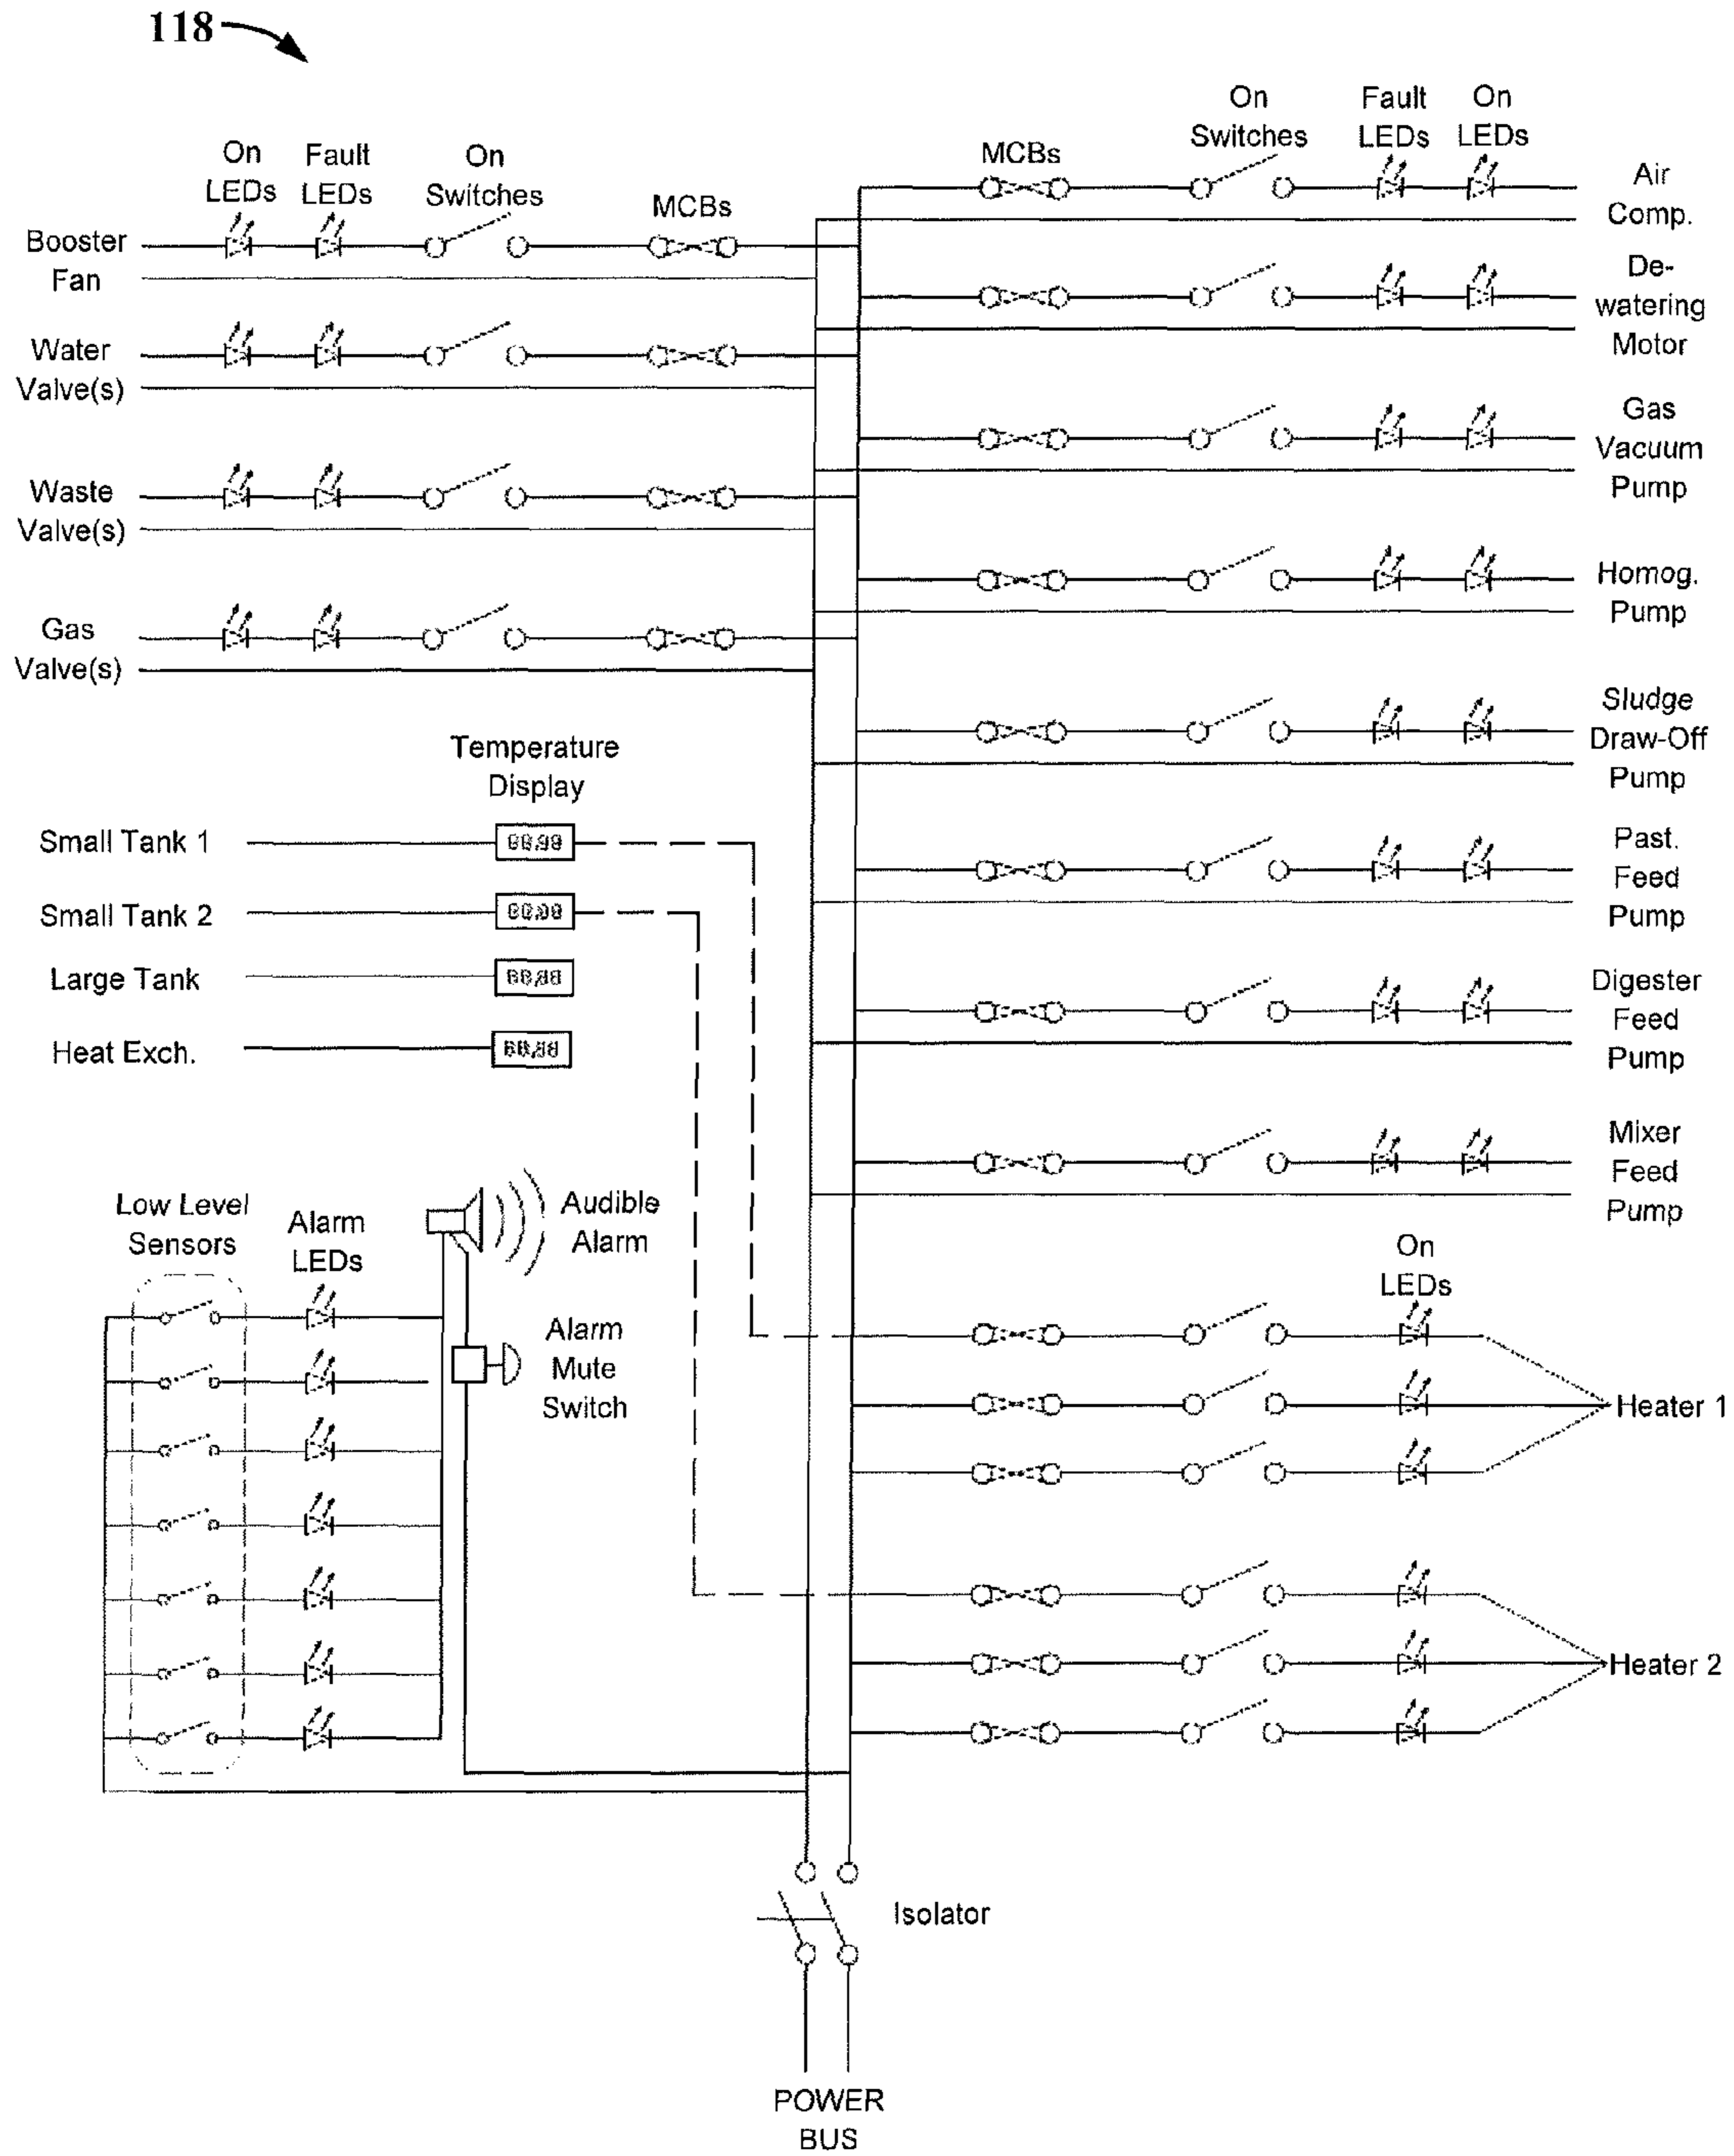 118
On
LEDs
Fault
LEDs
On
Switches
MCBs
Booster
Fan
Water
Valve(s)
Waste
Valve(s)
Gas
Valve(s)
MCBs
On
Switches
Fault
LEDs
On
LEDs
Air
Comp.
De-
watering
Motor
Gas
Vacuum
Pump
Homog.
Pump
Sludge
Draw-Off
Pump
Past.
Feed
Pump
Digester
Feed
Pump
Mixer
Feed
Pump
Temperature
Display
Small Tank 1
Small Tank 2
Large Tank
Heat Exch.
Low Level
Sensors
Alarm
LEDs
Audible
Alarm
Alarm
Mute
Switch
On
LEDs
Heater 1
Heater 2
Isolator
POWER
BUS